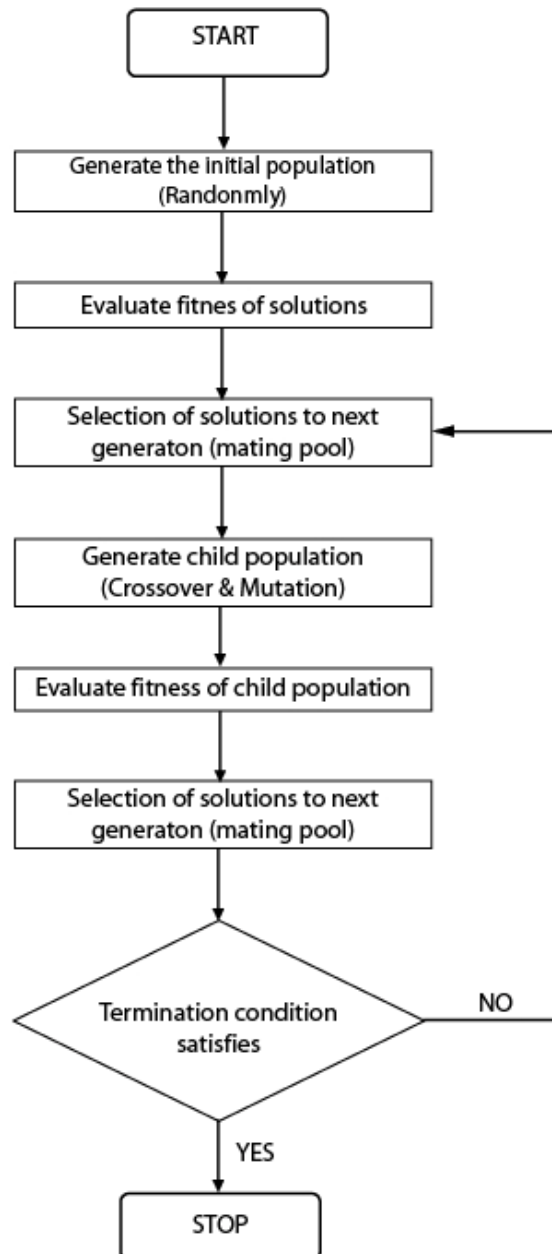 START
Generate the initial population
(Randonmly)
Evaluate fitnes of solutions
Selection of solutions to next
generaton (mating pool)
Generate child population
(Crossover & Mutation)
Evaluate fitness of child population
Selection of solutions to next
generaton (mating pool)
Termination condition
satisfies
NO
YES
STOP